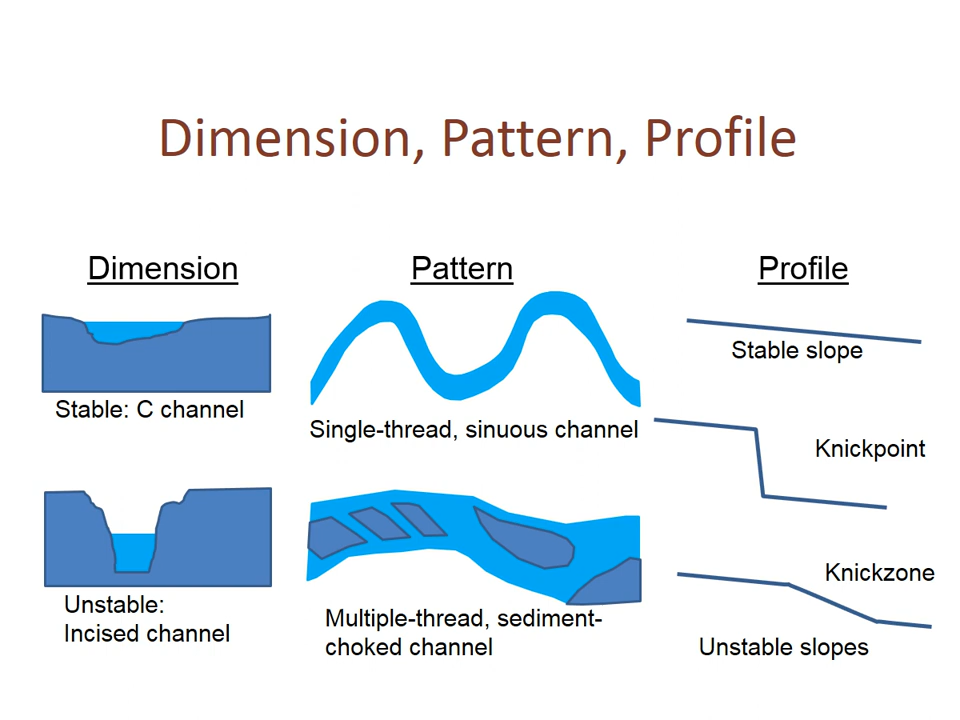 Dimension, Pattern, Profile
Dimension
Stable: C channel
Unstable:
Incised channel
Pattern
Single-thread, sinuous channel
Multiple-thread, sediment-
choked channel
Profile
Stable slope
Knickpoint
Knickzone
Unstable slopes